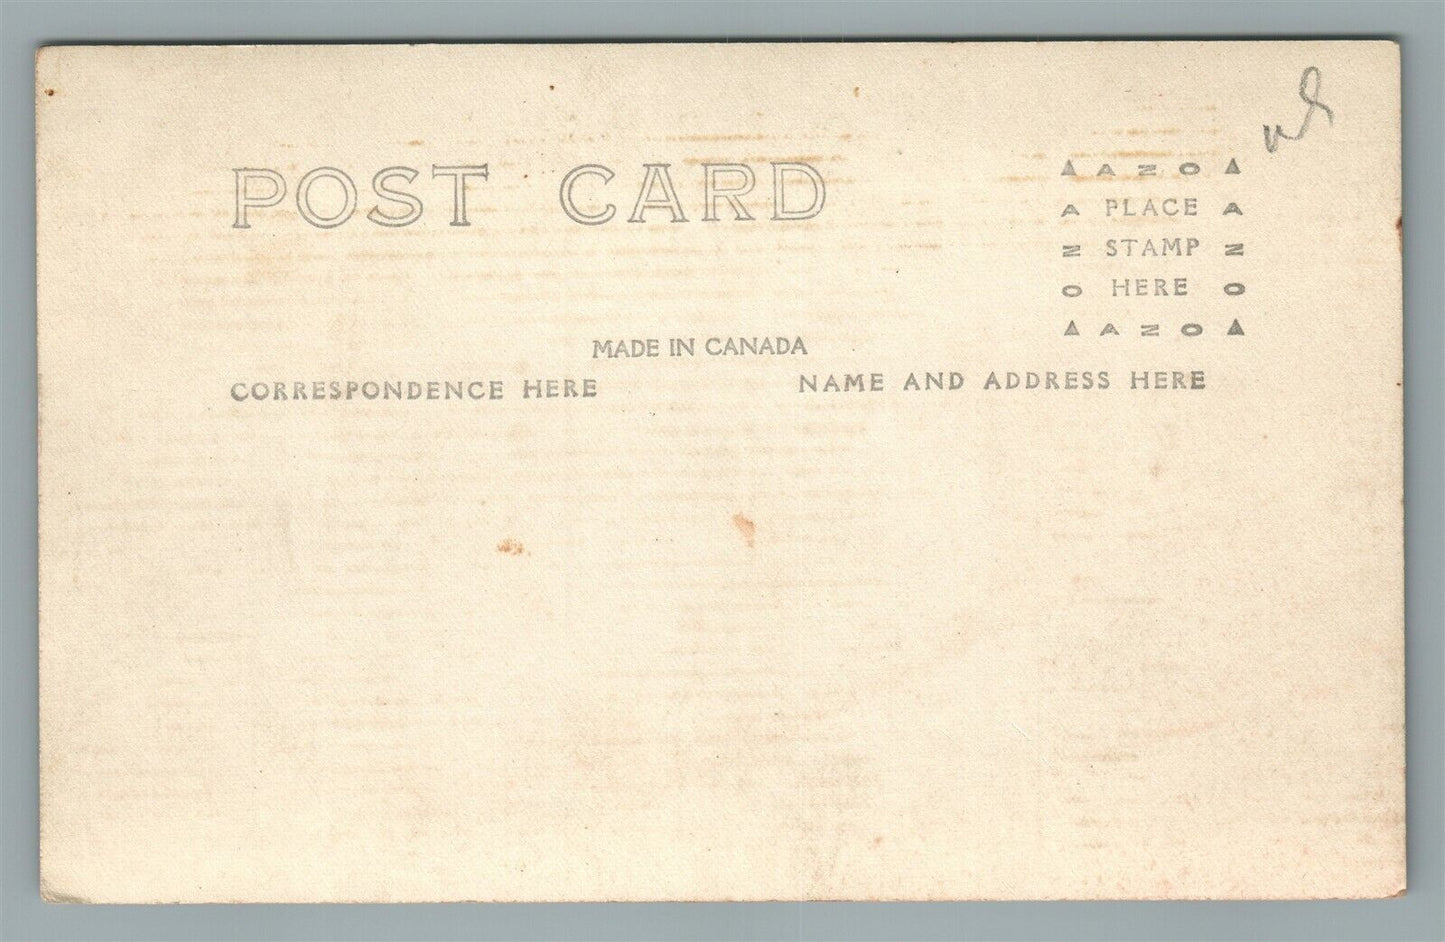 POST CARD
▲ AZO ▲
A PLACE A
N STAMP N
O HERE O
▲ AZO ▲
MADE IN CANADA
CORRESPONDENCE HERE
NAME AND ADDRESS HERE